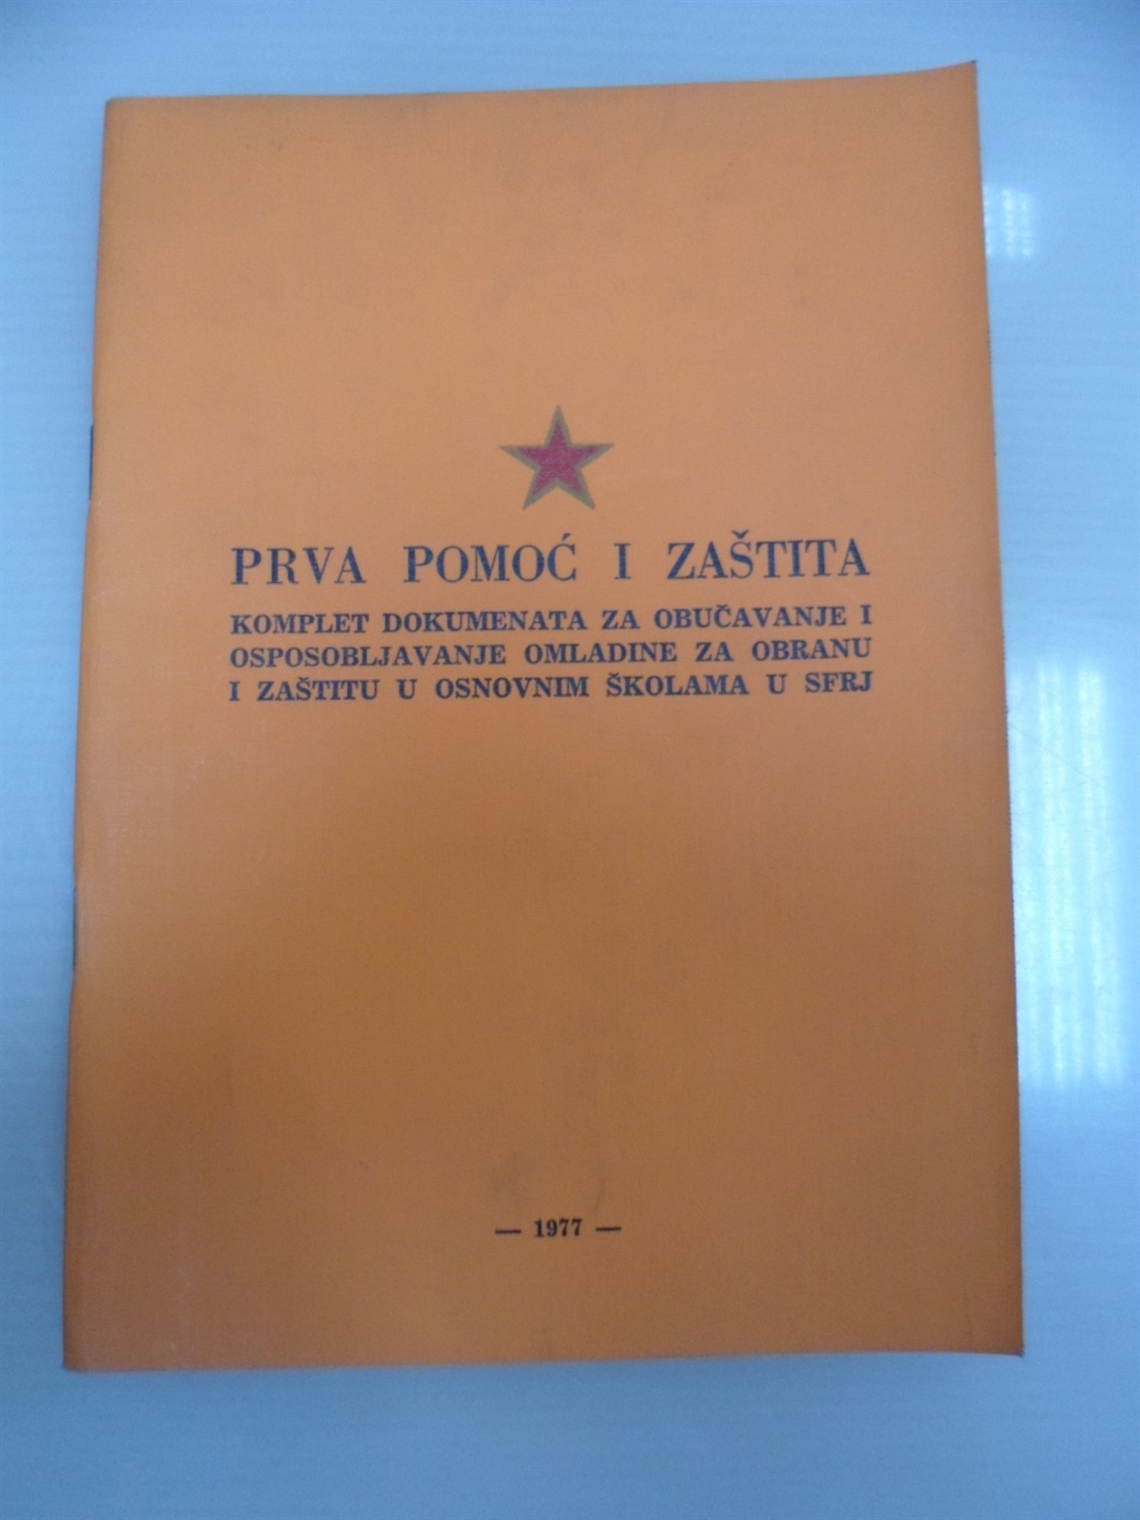 PRVA POMOĆ I ZAŠTITA
KOMPLET DOKUMENATA ZA OBUČAVANJE I
OSPOSOBLJAVANJE OMLADINE ZA OBRANU
I ZAŠTITU U OSNOVNIM ŠKOLAMA U SFRJ
— 1977 —